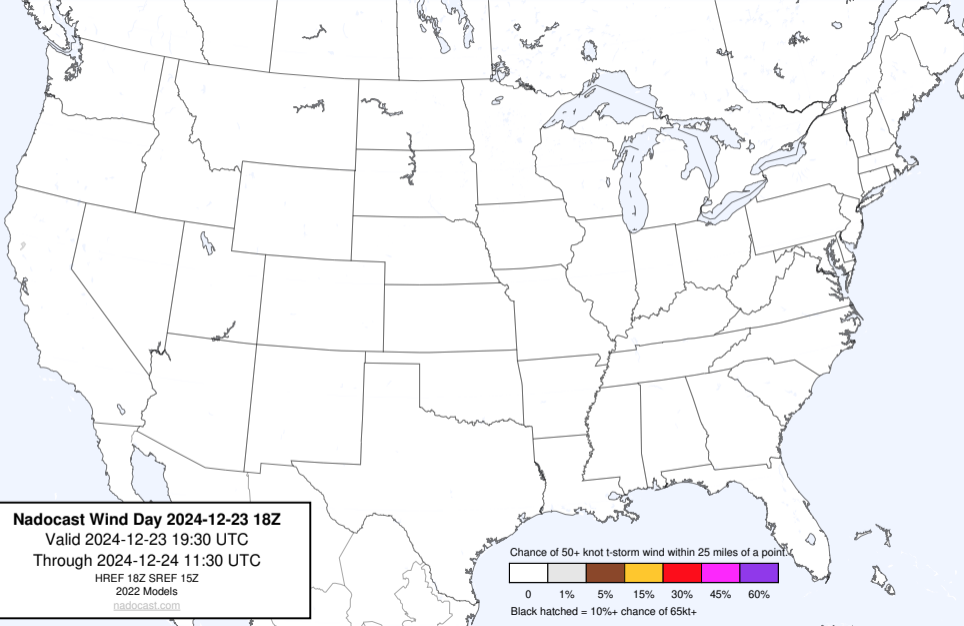 Nadocast Wind Day 2024-12-23 18Z
Valid 2024-12-23 19:30 UTC
Through 2024-12-24 11:30 UTC
HREF 18Z SREF 15Z
2022 Models
nadocast.com
Chance of 50+ knot t-storm wind within 25 miles of a point.
0 1% 5% 15% 30% 45% 60%
Black hatched = 10%+ chance of 65kt+